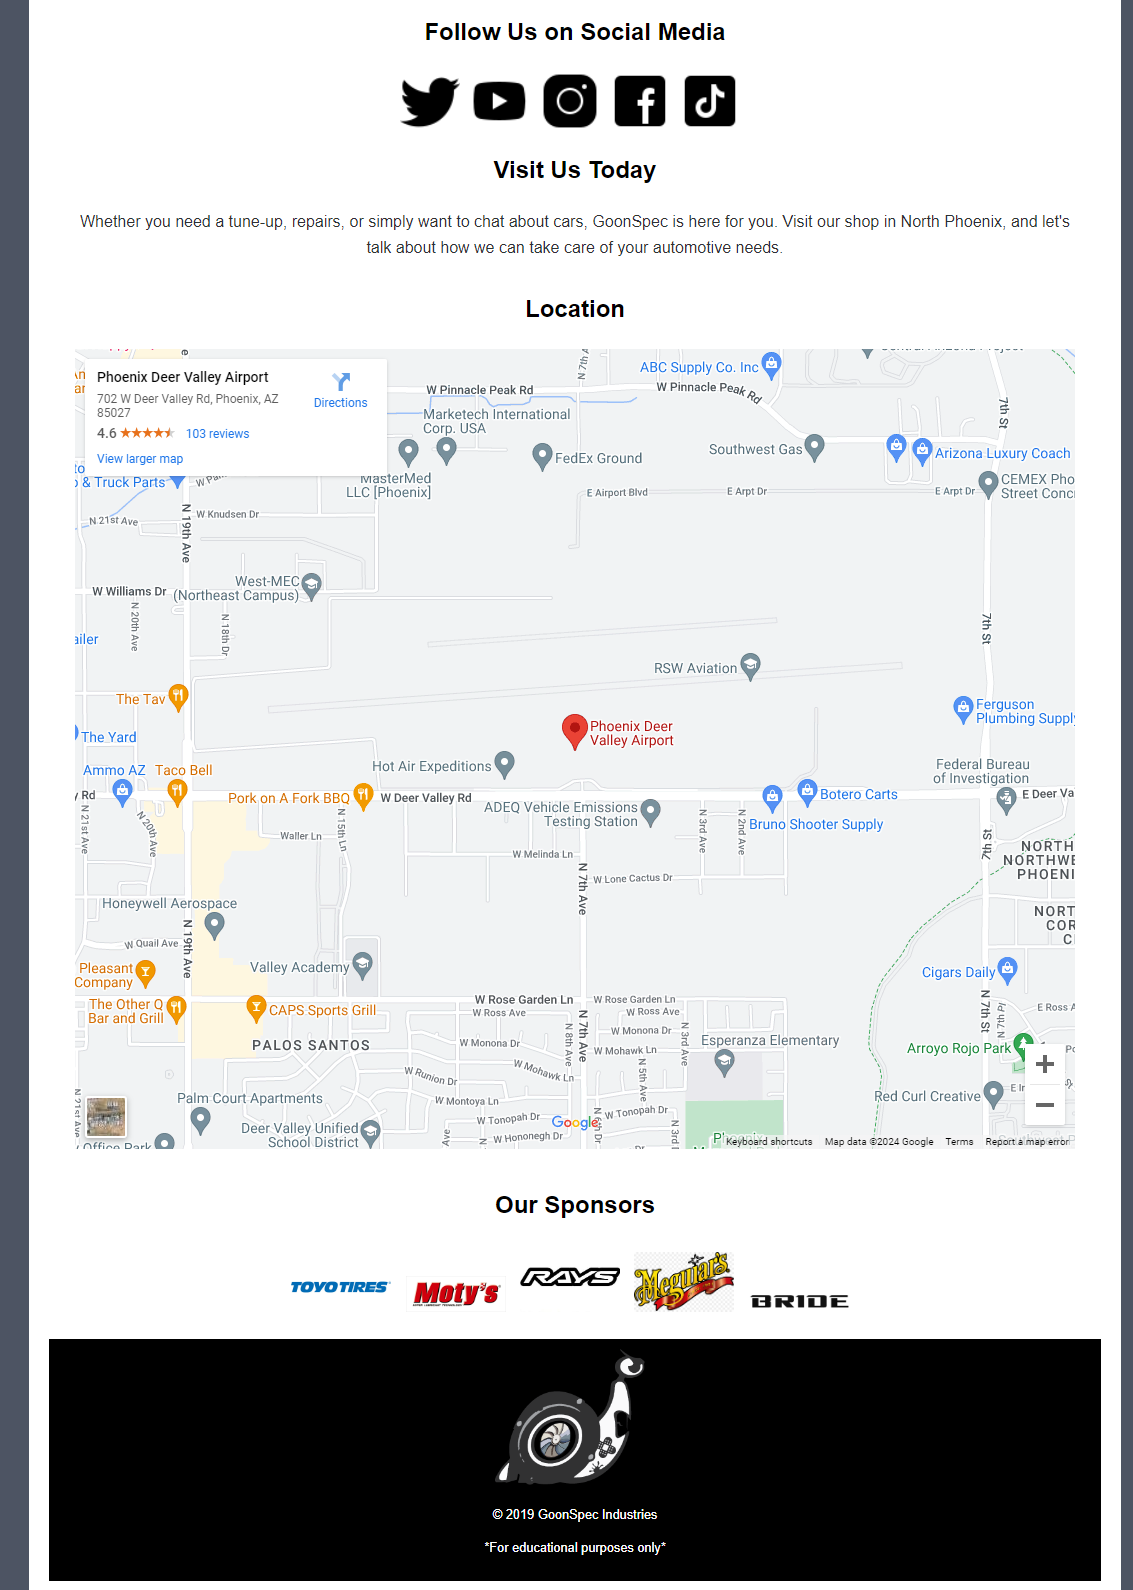 Follow Us on Social Media
Visit Us Today
Whether you need a tune-up, repairs, or simply want to chat about cars, GoonSpec is here for you. Visit our shop in North Phoenix, and let's
talk about how we can take care of your automotive needs.
Location
Phoenix Deer Valley Airport
702 W Deer Valley Rd, Phoenix, AZ
85027
Directions
4.6
103 reviews
View larger map
N 7th A
ABC Supply Co. Inc
W Pinnacle Peak Rd
W Pinnacle Peak Rd
7th St
Marketech International
Corp. USA
Southwest Gas
Arizona Luxury Coach
FedEx Ground
& Truck Parts
MasterMed
LLC [Phoenix]
E Airport Blvd
E Arpt Dr
E Arpt Dr
CEMEX Pho
Street Conc
N 21st Ave
N 19th Ave
W Knudsen Dr
West-MEC
(Northeast Campus)
W Williams Dr
N 20th Ave
N 18th Dr
7th St
ailer
RSW Aviation
The Tav
Ferguson
Plumbing Supply
The Yard
Phoenix Deer
Valley Airport
Ammo AZ
Taco Bell
Hot Air Expeditions
Federal Bureau
of Investigation
y Rd
Pork on A Fork BBQ
W Deer Valley Rd
ADEQ Vehicle Emissions
Testing Station
Botero Carts
Bruno Shooter Supply
E Deer Va
N 21st Ave
N 20th Ave
Waller Ln
N 15th Ln
N 3rd Ave
N 2nd Ave
7th St
W Melinda Ln
NORTH
NORTHWE
PHOENI
N 7th Ave
W Lone Cactus Dr
Honeywell Aerospace
NORT
COR
C
N 19th Ave
W Quail Ave
Pleasant
Company
Valley Academy
Cigars Daily
The Other Q
Bar and Grill
CAPS Sports Grill
W Rose Garden Ln
W Ross Ave
W Rose Garden Ln
W Ross Ave
N 7th St
N 7th Pl
E Ross A
PALOS SANTOS
W Monona Dr
W Mohawk Ln
N 8th Ave
N 7th Ave
W Monona Dr
W Mohawk Ln
N 5th Ave
N 3rd Ave
Esperanza Elementary
Arroyo Rojo Park
W Runion Dr
Palm Court Apartments
W Montoya Ln
W Tonopah Dr
W Tonopah Dr
Red Curl Creative
N 21st A
Deer Valley Unified
School District
W Hononegh Dr
Office Park
Google
N 6th Dr
N 3rd
Keyboard shortcuts
Map data ©2024 Google
Terms
Report a map error
Our Sponsors
TOYO TIRES
Moty's
RAYS
Meguiar's
BRIDE
© 2019 GoonSpec Industries
*For educational purposes only*